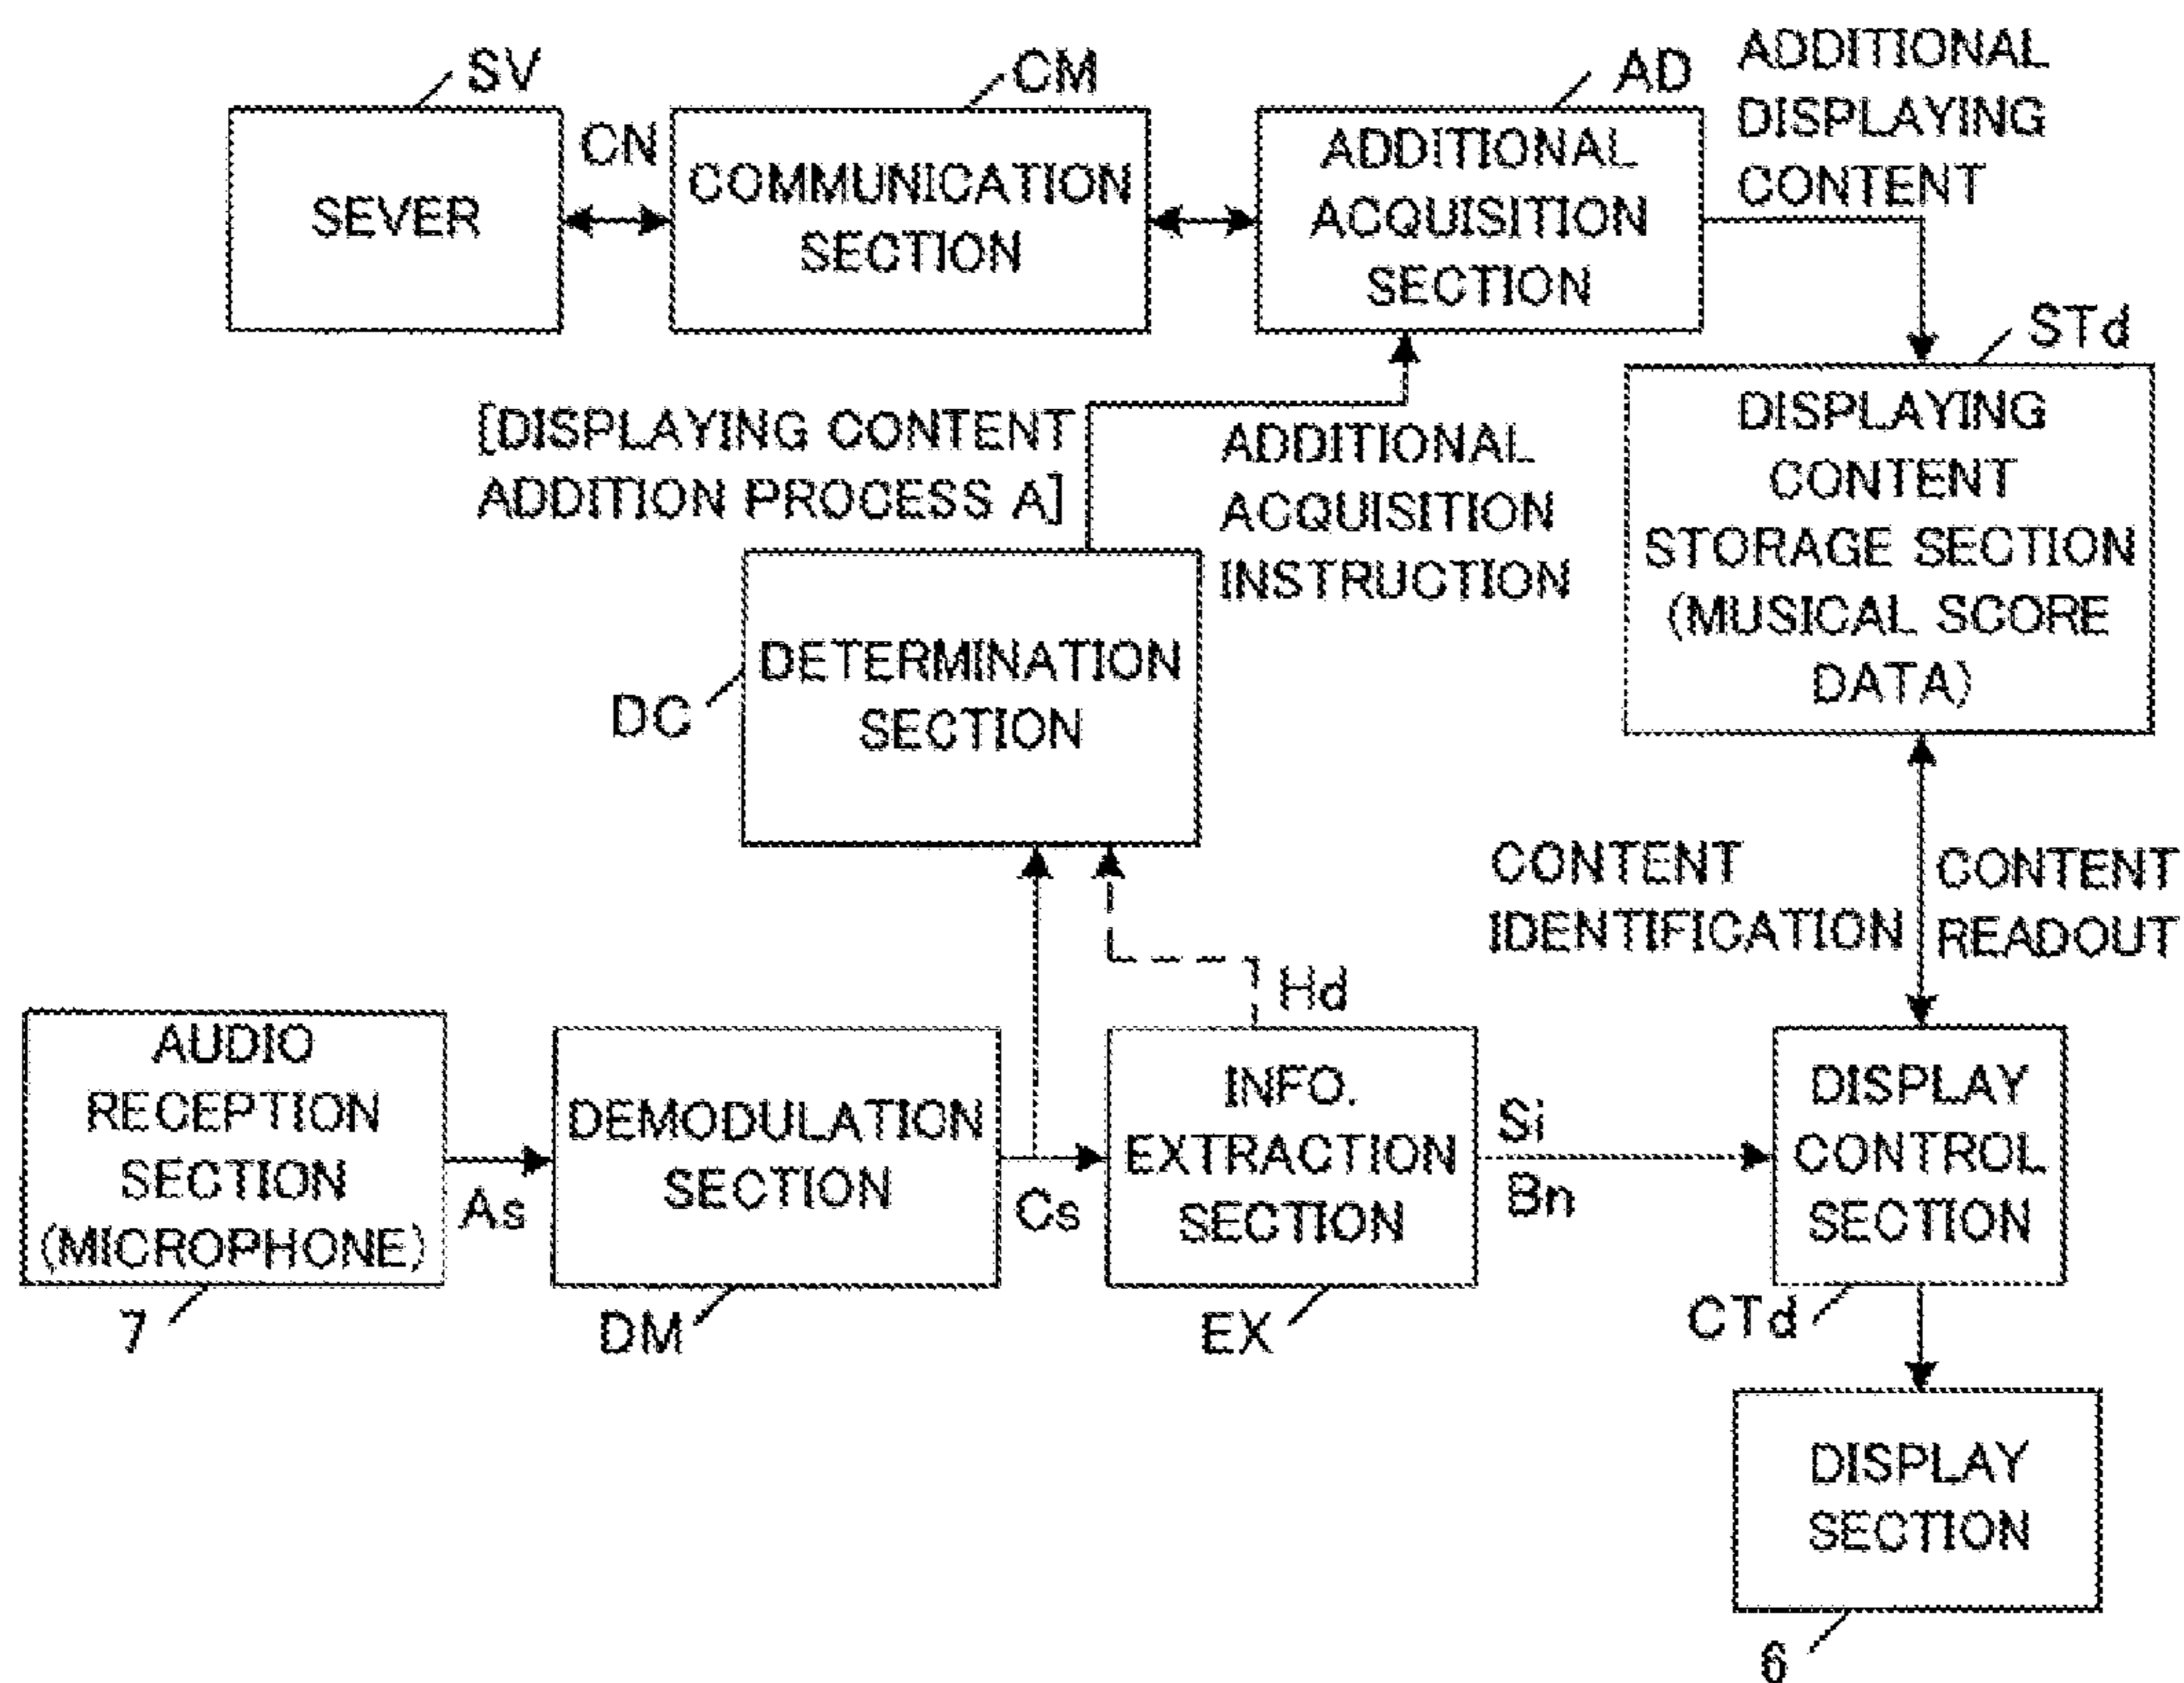 SV
CN
CM
AD
ADDITIONAL
DISPLAYING
CONTENT
SEVER
COMMUNICATION
SECTION
ADDITIONAL
ACQUISITION
SECTION
STd
[DISPLAYING CONTENT
ADDITION PROCESS A]
ADDITIONAL
ACQUISITION
INSTRUCTION
DISPLAYING
CONTENT
STORAGE SECTION
(MUSICAL SCORE
DATA)
DC
DETERMINATION
SECTION
CONTENT
IDENTIFICATION
CONTENT
READOUT
Hd
AUDIO
RECEPTION
SECTION
(MICROPHONE)
7
As
DEMODULATION
SECTION
DM
Cs
INFO.
EXTRACTION
SECTION
EX
Si
Bn
DISPLAY
CONTROL
SECTION
CTd
DISPLAY
SECTION
6